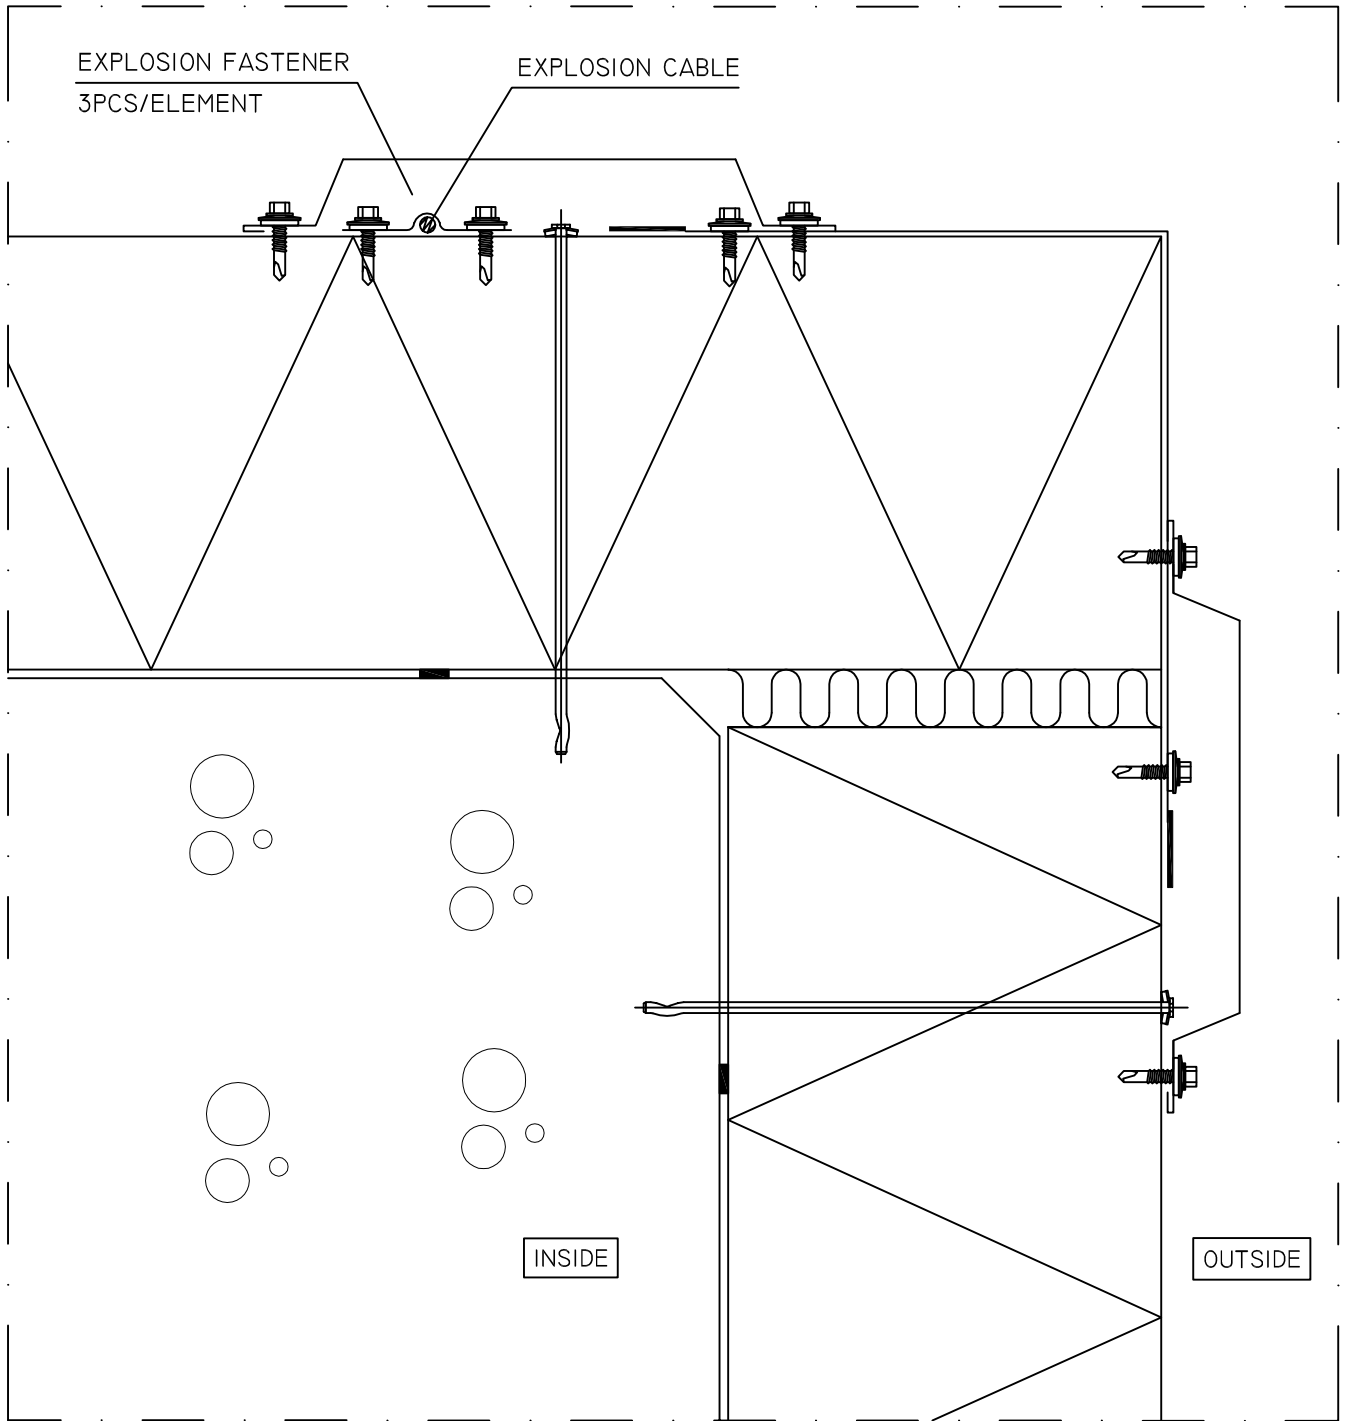 EXPLOSION FASTENER
3PCS/ELEMENT
EXPLOSION CABLE
INSIDE
OUTSIDE